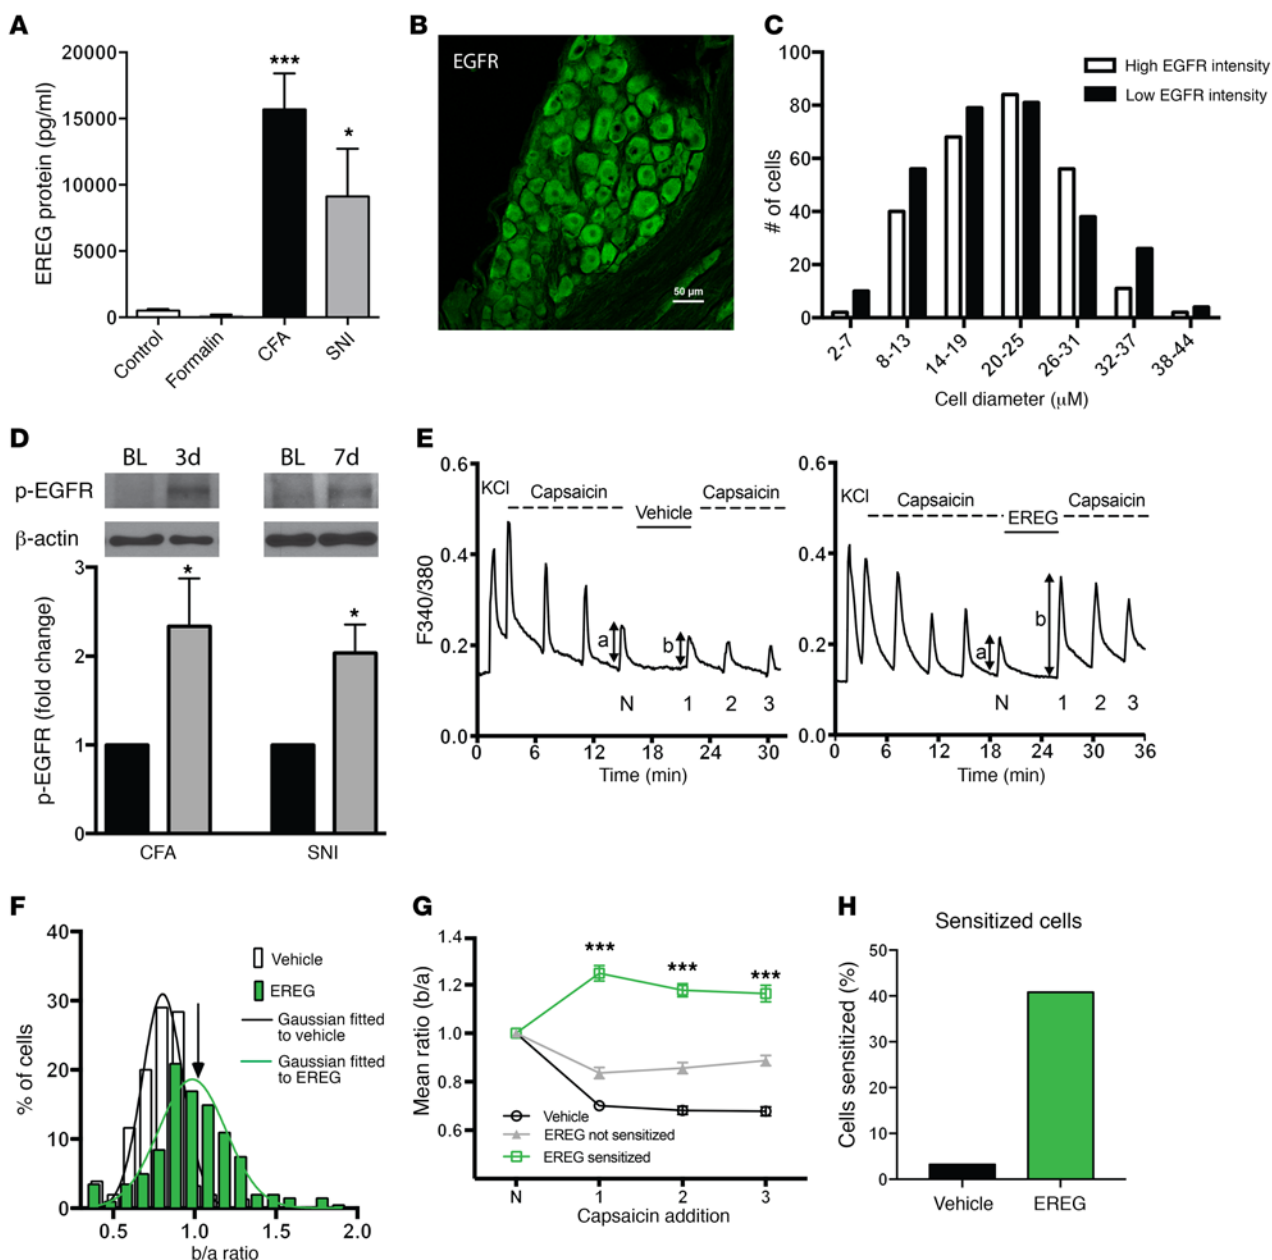 A
EREG protein (pg/ml)
20000
15000
10000
5000
0
***
*
Control
Formalin
CFA
SNI
B
EGFR
50 µm
C
# of cells
100
80
60
40
20
0
High EGFR intensity
Low EGFR intensity
2-7
8-13
14-19
20-25
26-31
32-37
38-44
Cell diameter (µM)
D
BL 3d BL 7d
p-EGFR
β-actin
p-EGFR (fold change)
3
2
1
0
*
*
CFA SNI
E
F340/380
0.6
0.4
0.2
0.0
KCl
Capsaicin
Vehicle
Capsaicin
a
b
N 1 2 3
0 6 12 18 24 30
Time (min)
0.6
0.4
0.2
0.0
KCl
Capsaicin
EREG
Capsaicin
a
b
N 1 2 3
0 6 12 18 24 30 36
Time (min)
F
% of cells
40
30
20
10
0
Vehicle
EREG
Gaussian fitted
to vehicle
Gaussian fitted
to EREG
0.5 1.0 1.5 2.0
b/a ratio
G
Mean ratio (b/a)
1.4
1.2
1.0
0.8
0.6
*** *** ***
Vehicle
EREG not sensitized
EREG sensitized
N 1 2 3
Capsaicin addition
H
Sensitized cells
Cells sensitized (%)
50
40
30
20
10
0
Vehicle EREG